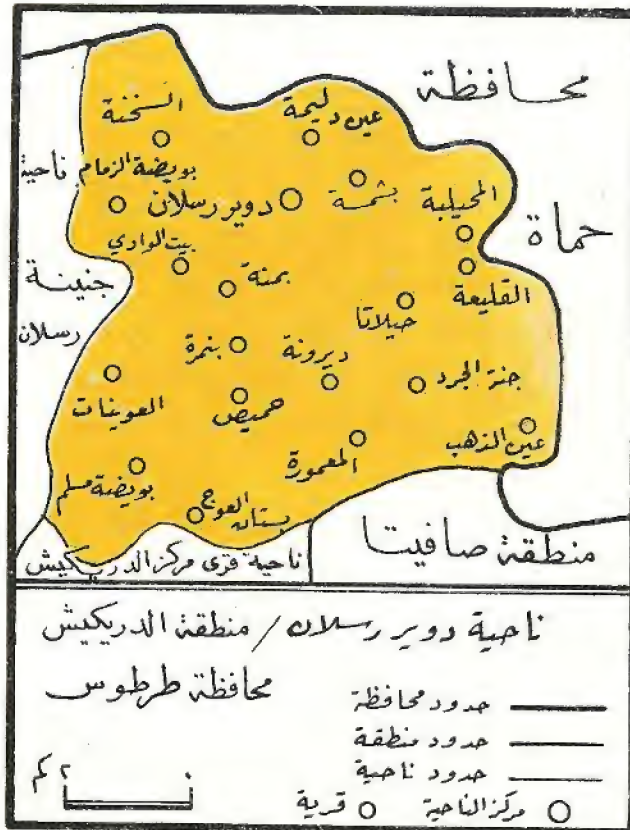 محافظة
السخنة
عين دليمة
ناحية
بويضة الزمام
دوير رسلان
بشمسة
المحيلبة
حماة
بيت الوادي
بمنة
القليعة
جنينة
رسلان
حيلاتا
بنمرة
ديرونة
جنة الجرد
العوينات
حميص
عين الذهب
المعمورة
بويضة مسلم
بستان العوج
منطقة صافيتا
ناحية قرى مركز الدريكيش
ناحية دوير رسلان / منطقة الدريكيش
محافظة طرطوس
حدود محافظة
حدود منطقة
حدود ناحية
٢ كم ٠
مركز الناحية
قرية